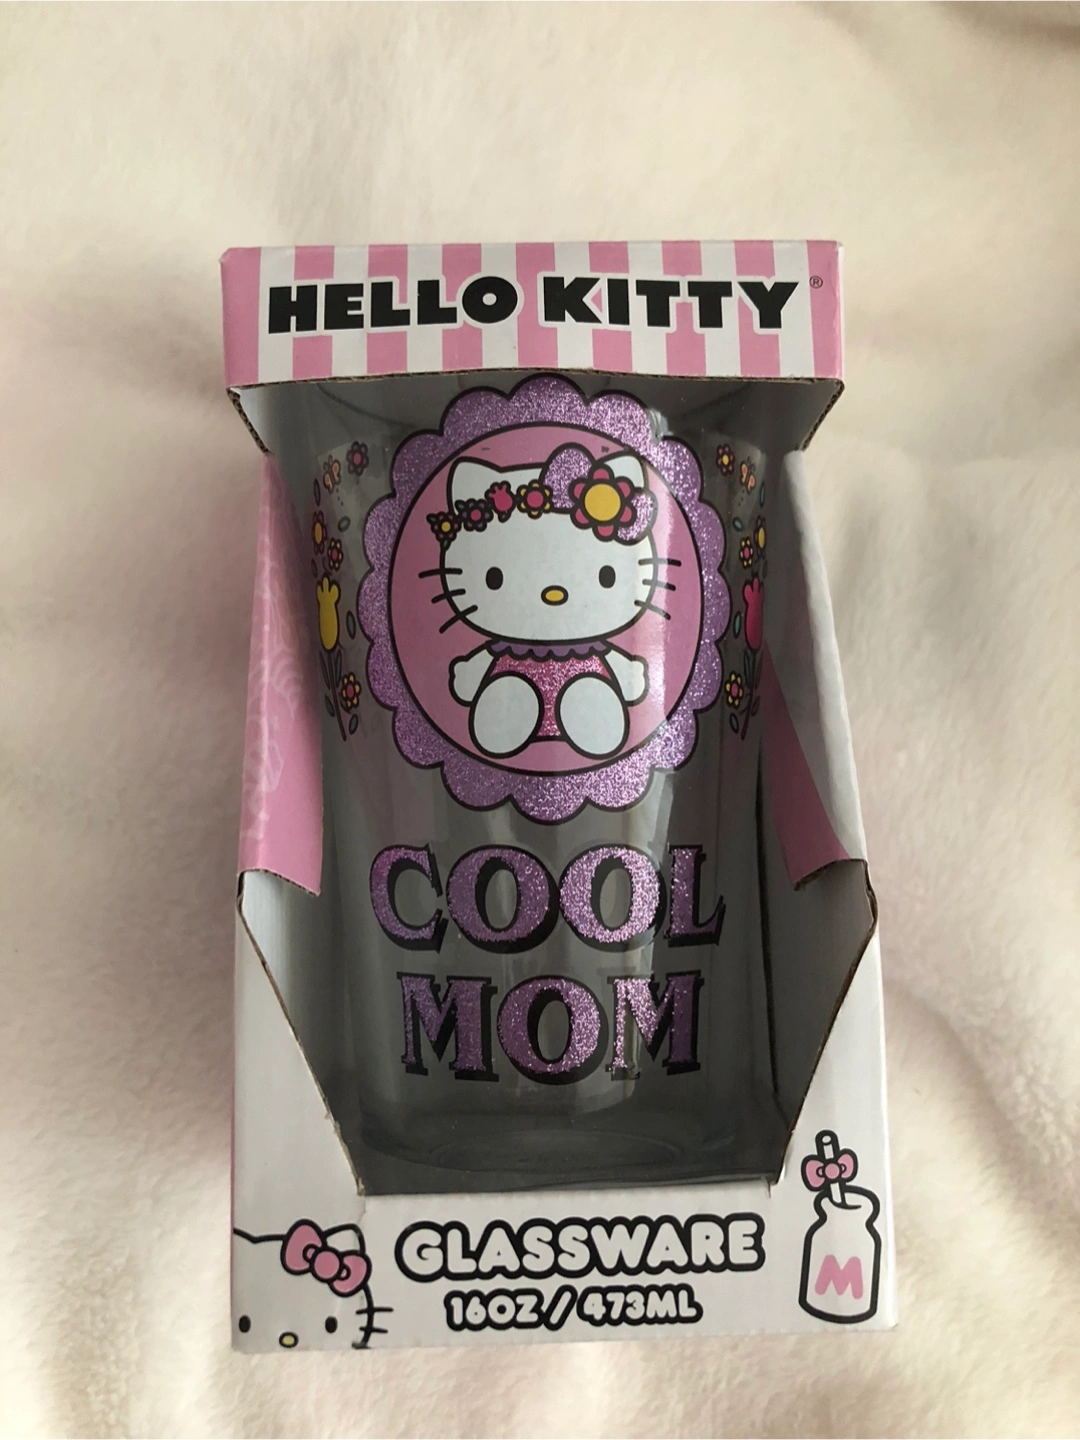 HELLO KITTY®
COOL
MOM
GLASSWARE
16OZ/473ML
M